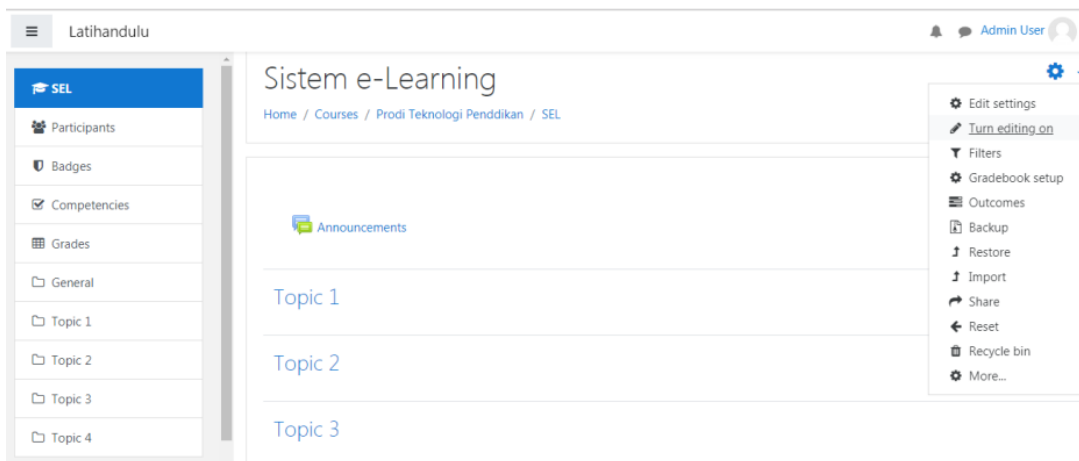 Latihandulu
Admin User
SEL
Participants
Badges
Competencies
Grades
General
Topic 1
Topic 2
Topic 3
Topic 4
Sistem e-Learning
Home / Courses / Prodi Teknologi Penddikan / SEL
Announcements
Topic 1
Topic 2
Topic 3
Edit settings
Turn editing on
Filters
Gradebook setup
Outcomes
Backup
Restore
Import
Share
Reset
Recycle bin
More...